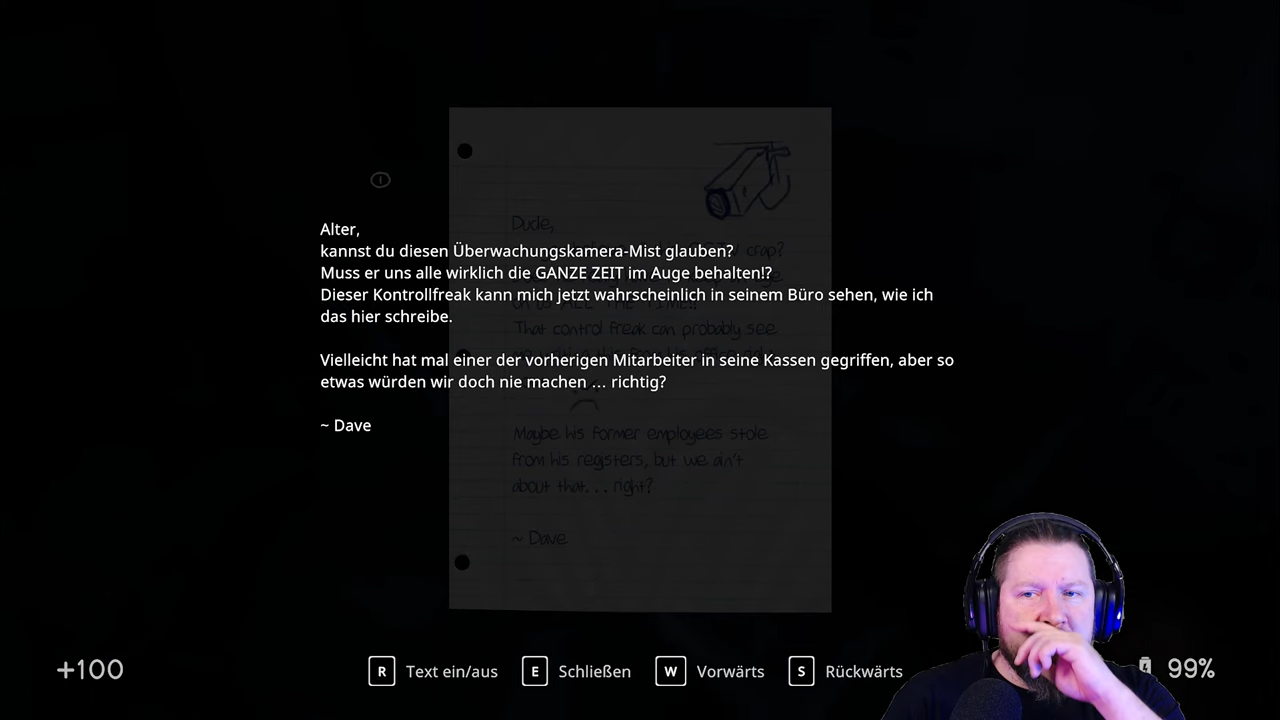 Alter,
kannst du diesen Überwachungskamera-Mist glauben?
Muss er uns alle wirklich die GANZE ZEIT im Auge behalten!?
Dieser Kontrollfreak kann mich jetzt wahrscheinlich in seinem Büro sehen, wie ich
das hier schreibe.
Vielleicht hat mal einer der vorherigen Mitarbeiter in seine Kassen gegriffen, aber so
etwas würden wir doch nie machen … richtig?
~ Dave
Dude,
crap?
That control freak can probably see
Maybe his former employees stole
from his registers, but we ain't
about that... right?
~ Dave
+100
R Text ein/aus
E Schließen
W Vorwärts
S Rückwärts
99%